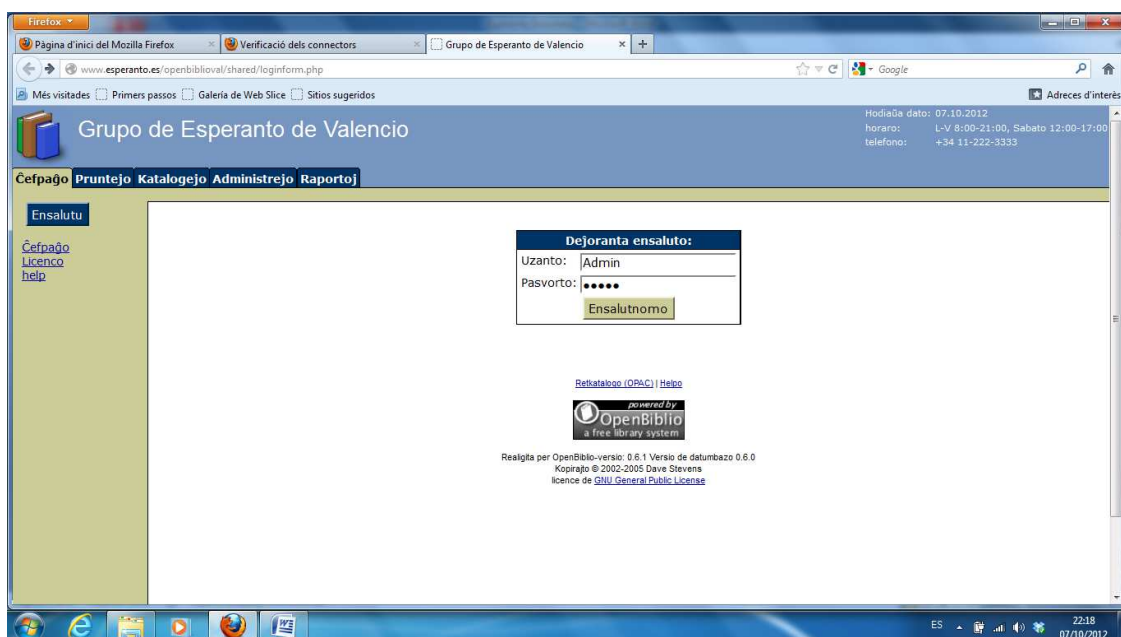 Firefox
Pàgina d'inici del Mozilla Firefox
Verificació dels connectors
Grupo de Esperanto de Valencio
www.esperanto.es/openbiblioval/shared/loginform.php
Google
Més visitades Primers passos Galería de Web Slice Sitios sugeridos Adreces d'interès
Hodiaŭa dato: 07.10.2012
horaro: L-V 8:00-21:00, Sabato 12:00-17:00
telefono: +34 11-222-3333
Grupo de Esperanto de Valencio
Ĉefpaĝo Pruntejo Katalogejo Administrejo Raportoj
Ensalutu
Ĉefpaĝo
Licenco
help
Deĵoranta ensaluto:
Uzanto: Admin
Pasvorto: •••••
Ensalutnomo
Retkatalogo (OPAC) | Helpo
powered by
OpenBiblio
a free library system
Realigita per OpenBiblio-versio: 0.6.1 Versio de datumbazo 0.6.0
Kopirajto © 2002-2005 Dave Stevens
licence de GNU General Public License
ES 22:18
07/10/2012